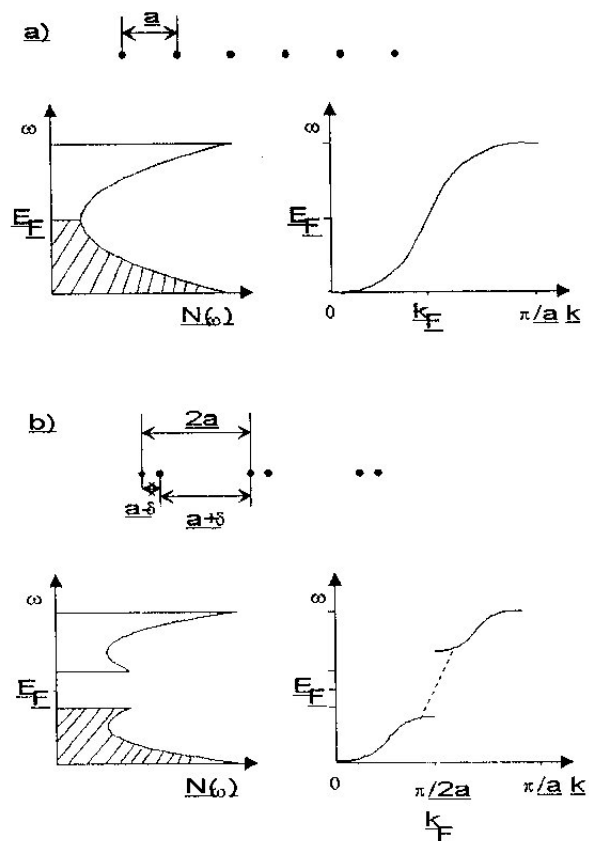 a)
a
ω
E_F
N(ω)
ω
E_F
0 k_F π/a k
b)
2a
a-δ
a+δ
ω
E_F
N(ω)
ω
E_F
0 π/2a π/a k
k_F